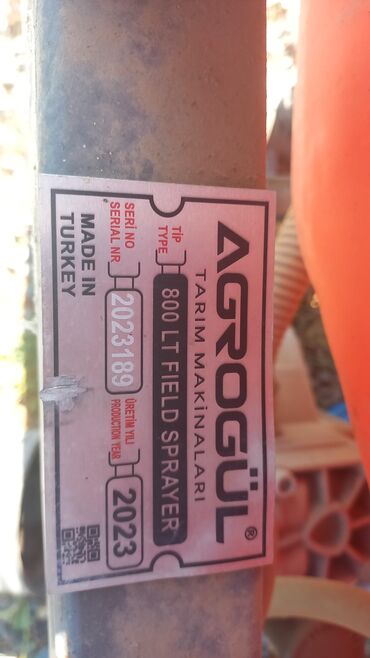 AGROGÜL®
TARIM MAKİNALARI
TİP
TYPE
800 LT FIELD SPRAYER
SERİ NO
SERIAL NR
2023189
ÜRETİM YILI
PRODUCTION YEAR
2023
MADE IN
TURKEY